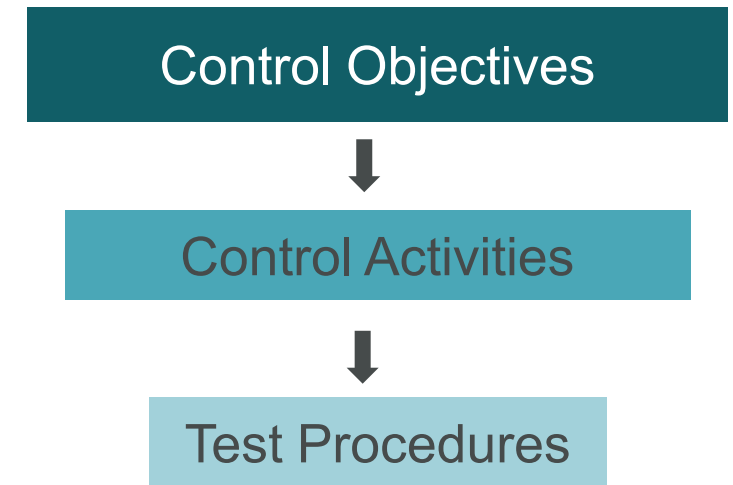 Control Objectives
Control Activities
Test Procedures